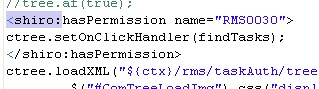 //tree.af(true);
<shiro:hasPermission name="RMS0030">
ctree.setOnClickHandler(findTasks);
</shiro:hasPermission>
ctree.loadXML("${ctx}/rms/taskAuth/tree
$("#ComTreeLoadImg").css("displ